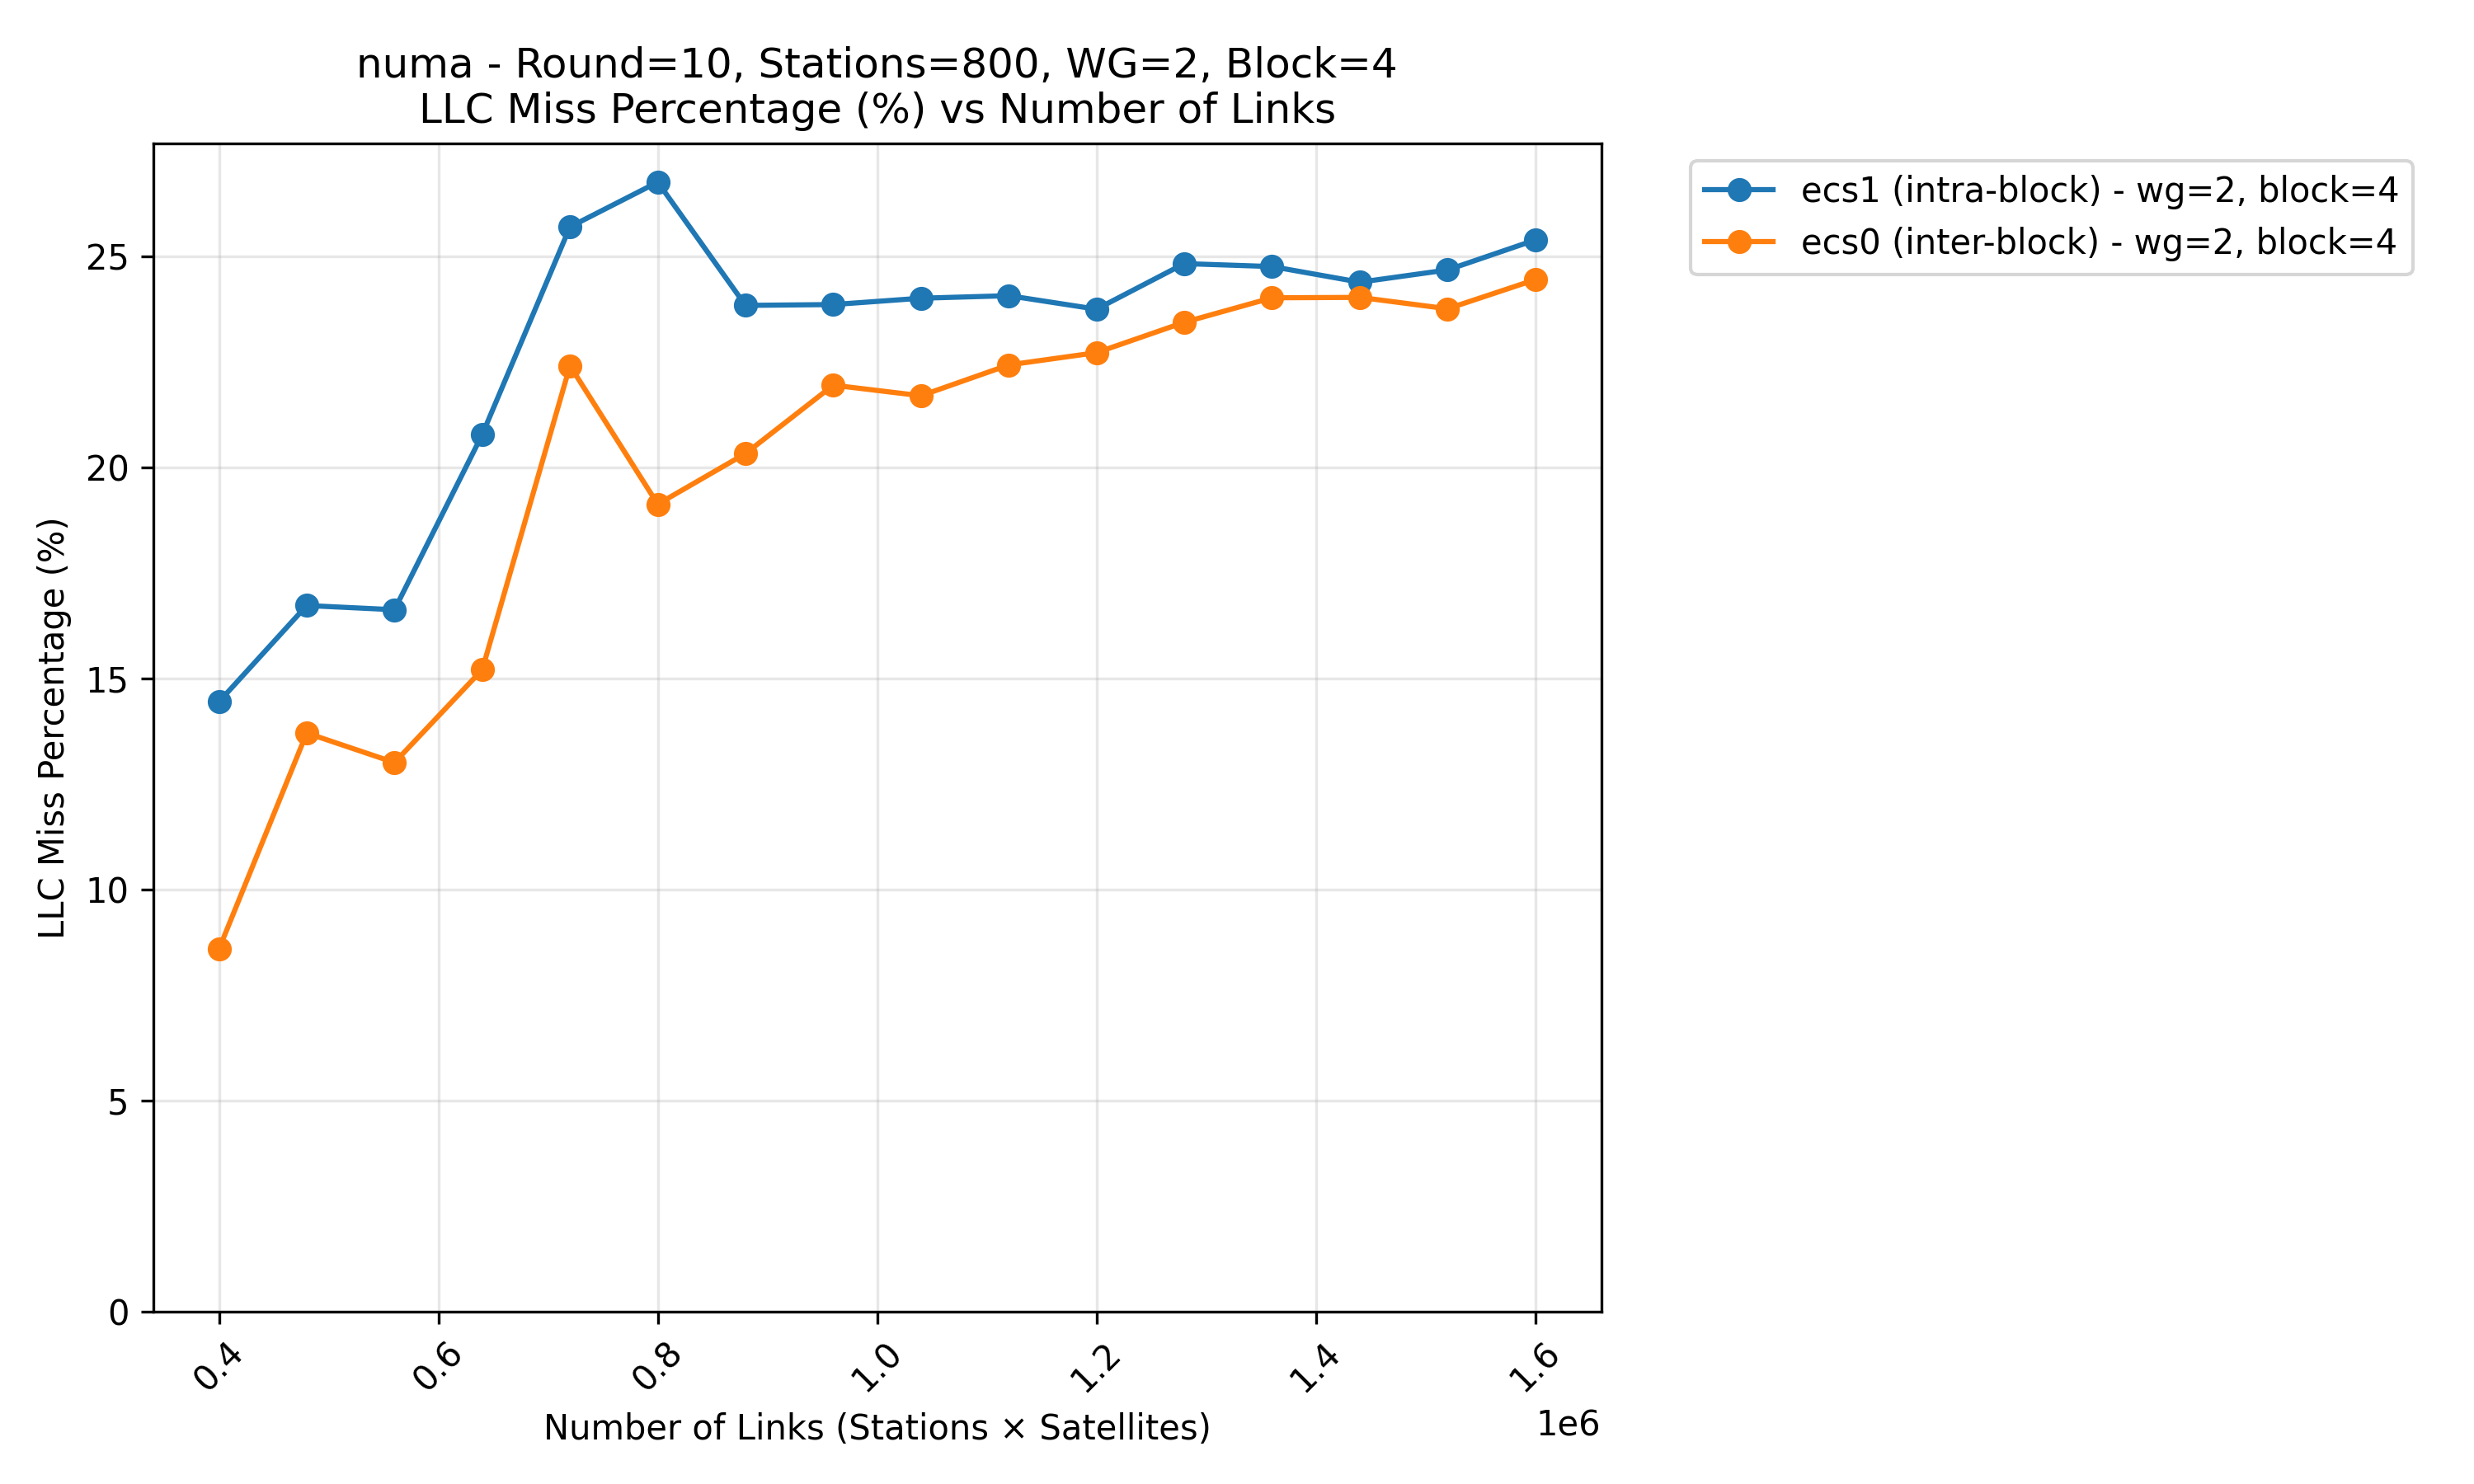 numa - Round=10, Stations=800, WG=2, Block=4
LLC Miss Percentage (%) vs Number of Links
ecs1 (intra-block) - wg=2, block=4
ecs0 (inter-block) - wg=2, block=4
LLC Miss Percentage (%)
25
20
15
10
5
0
0.4
0.6
0.8
1.0
1.2
1.4
1.6
1e6
Number of Links (Stations × Satellites)